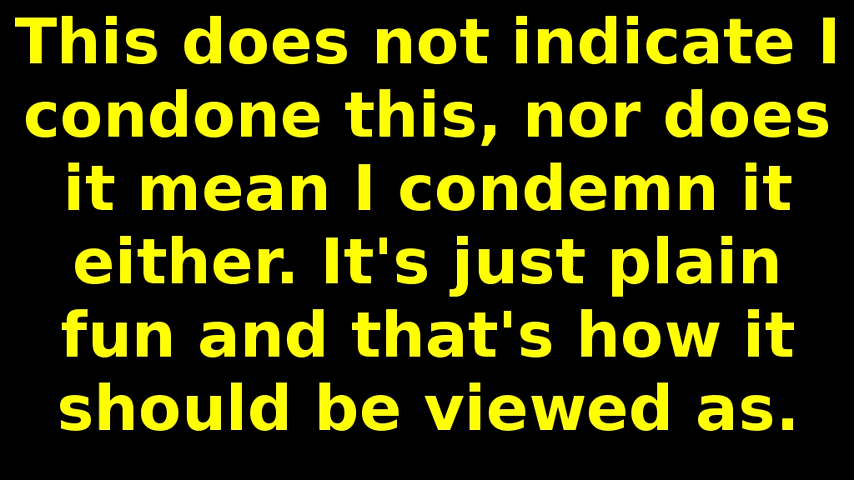 This does not indicate I
condone this, nor does
it mean I condemn it
either. It's just plain
fun and that's how it
should be viewed as.